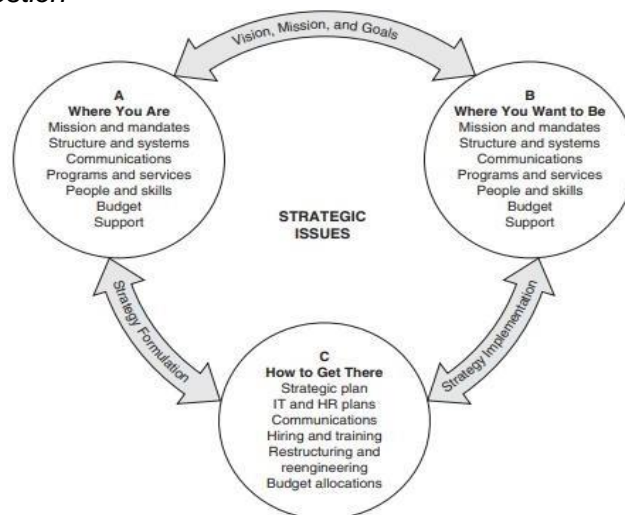 Vision, Mission, and Goals
A
Where You Are
Mission and mandates
Structure and systems
Communications
Programs and services
People and skills
Budget
Support
B
Where You Want to Be
Mission and mandates
Structure and systems
Communications
Programs and services
People and skills
Budget
Support
STRATEGIC
ISSUES
Strategy Formulation
Strategy Implementation
C
How to Get There
Strategic plan
IT and HR plans
Communications
Hiring and training
Restructuring and
reengineering
Budget allocations